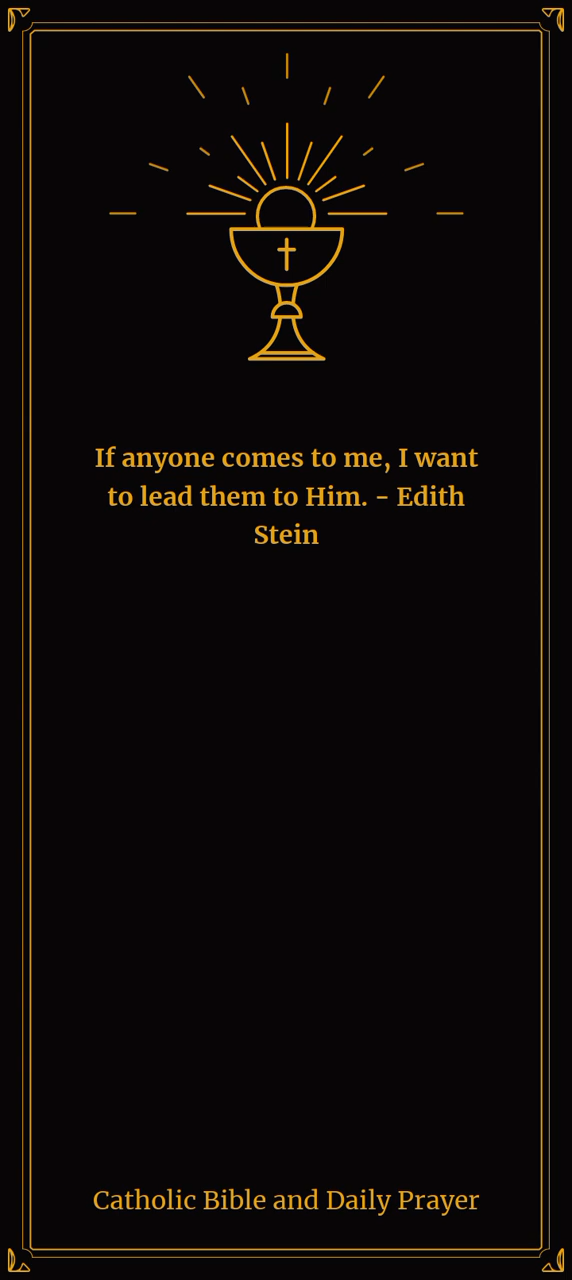 If anyone comes to me, I want
to lead them to Him. - Edith
Stein
Catholic Bible and Daily Prayer